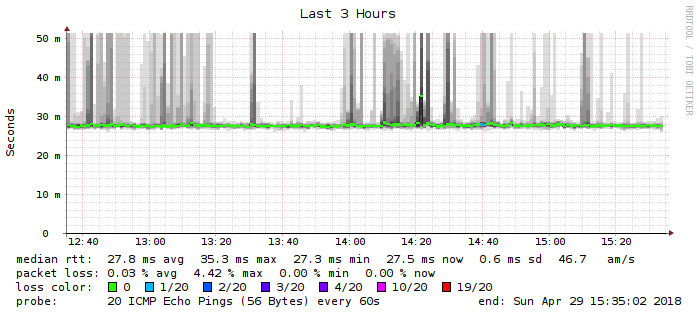 Last 3 Hours
RRDTOOL / TOBI OETIKER
Seconds
50 m
40 m
30 m
20 m
10 m
0
12:40 13:00 13:20 13:40 14:00 14:20 14:40 15:00 15:20
median rtt: 27.8 ms avg 35.3 ms max 27.3 ms min 27.5 ms now 0.6 ms sd 46.7 am/s
packet loss: 0.03 % avg 4.42 % max 0.00 % min 0.00 % now
loss color: 0 1/20 2/20 3/20 4/20 10/20 19/20
probe: 20 ICMP Echo Pings (56 Bytes) every 60s end: Sun Apr 29 15:35:02 2018